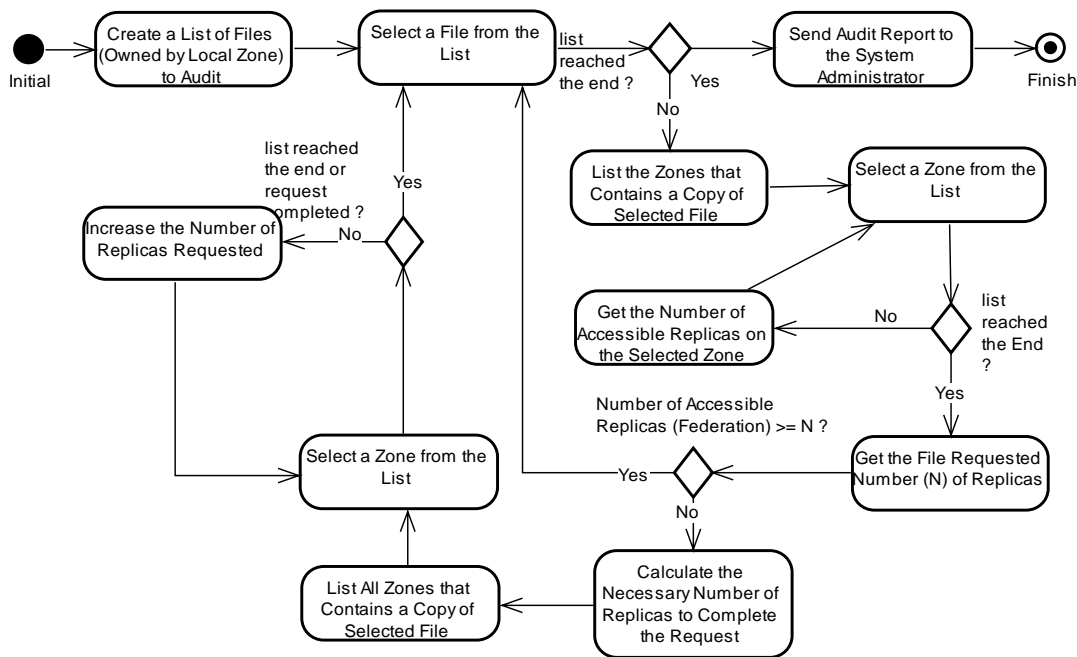 Initial
Create a List of Files
(Owned by Local Zone)
to Audit
Select a File from the
List
list
reached
the end ?
Yes
No
Send Audit Report to
the System
Administrator
Finish
List the Zones that
Contains a Copy of
Selected File
Select a Zone from the
List
list reached
the end or
request
completed ?
Yes
No
Increase the Number of
Replicas Requested
Get the Number of
Accessible Replicas on
the Selected Zone
No
list
reached
the End
?
Yes
Number of Accessible
Replicas (Federation) >= N ?
Yes
No
Get the File Requested
Number (N) of Replicas
Select a Zone from the
List
List All Zones that
Contains a Copy of
Selected File
Calculate the
Necessary Number of
Replicas to Complete
the Request